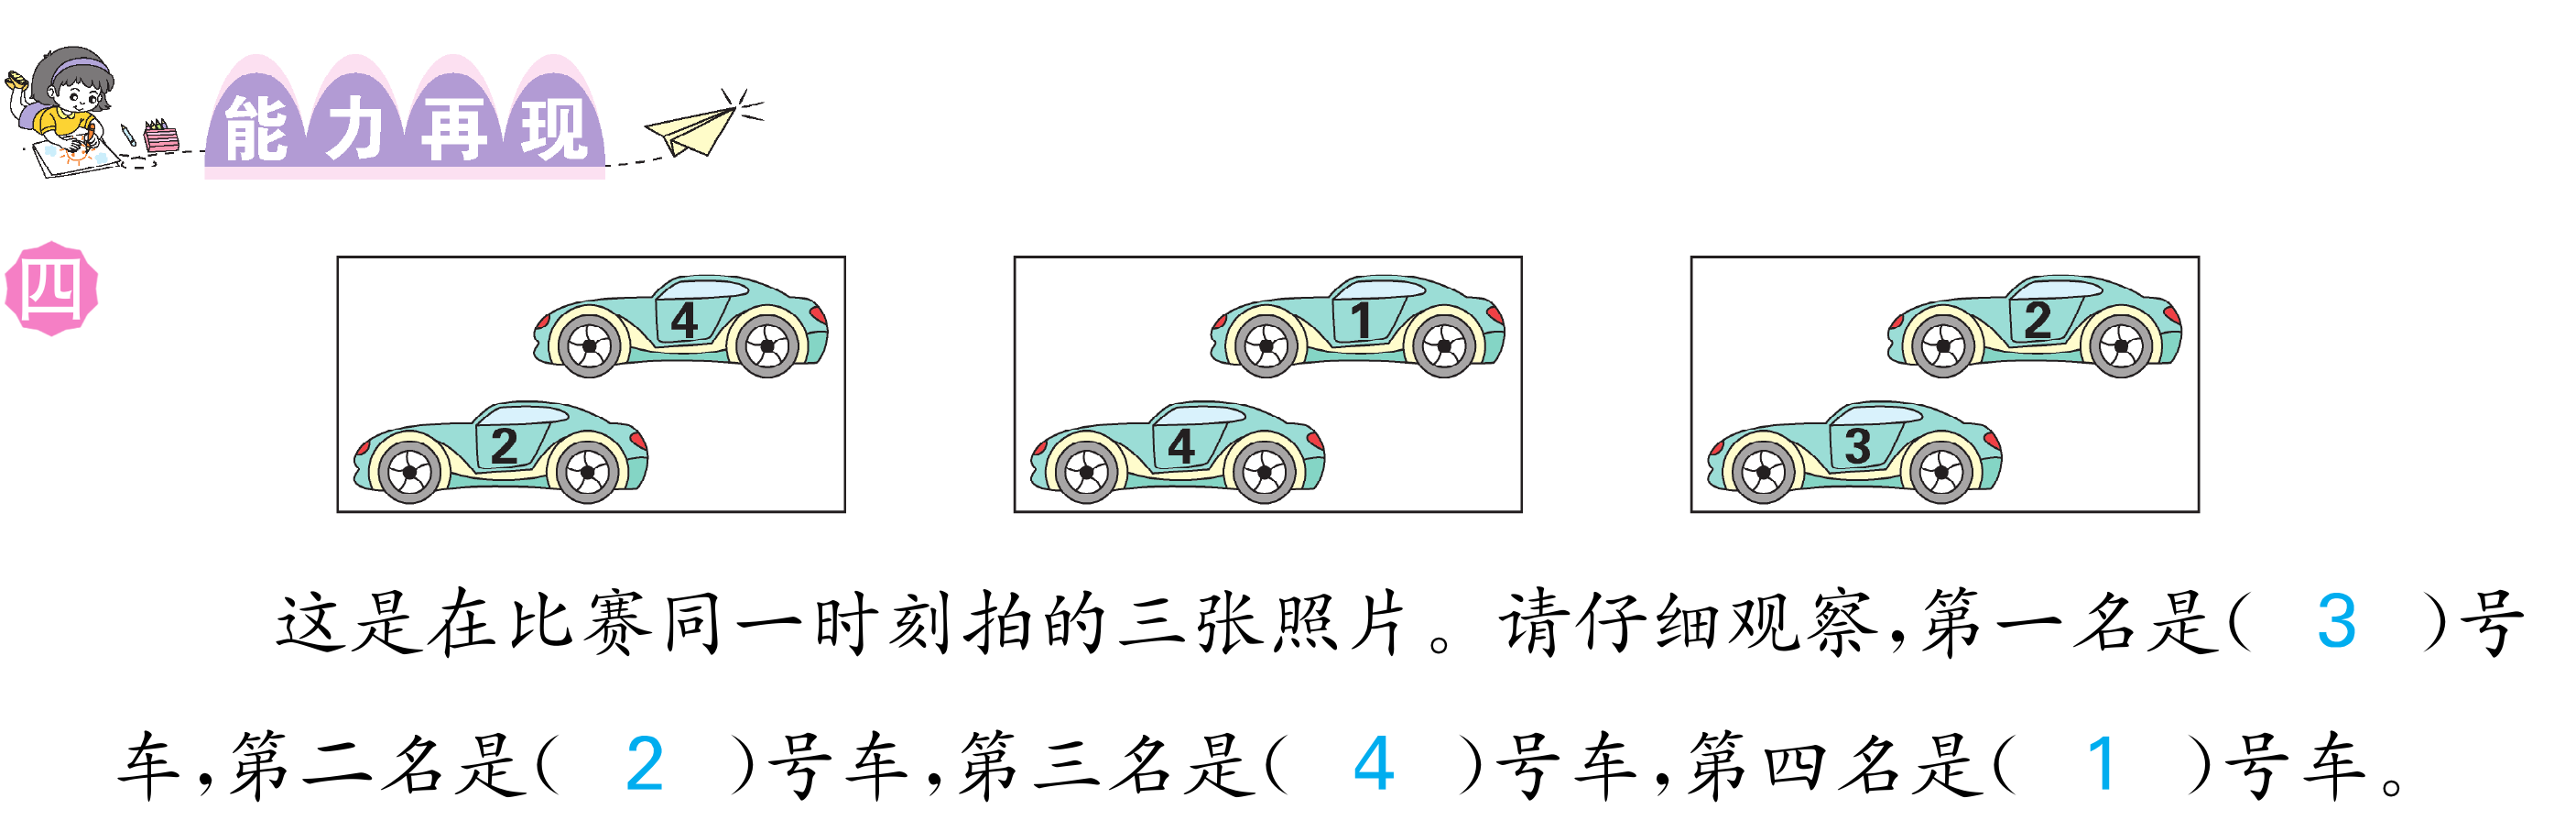 能力再现
四
4
2
1
4
2
3
这是在比赛同一时刻拍的三张照片。请仔细观察,第一名是( 3 )号
车,第二名是( 2 )号车,第三名是( 4 )号车,第四名是( 1 )号车。